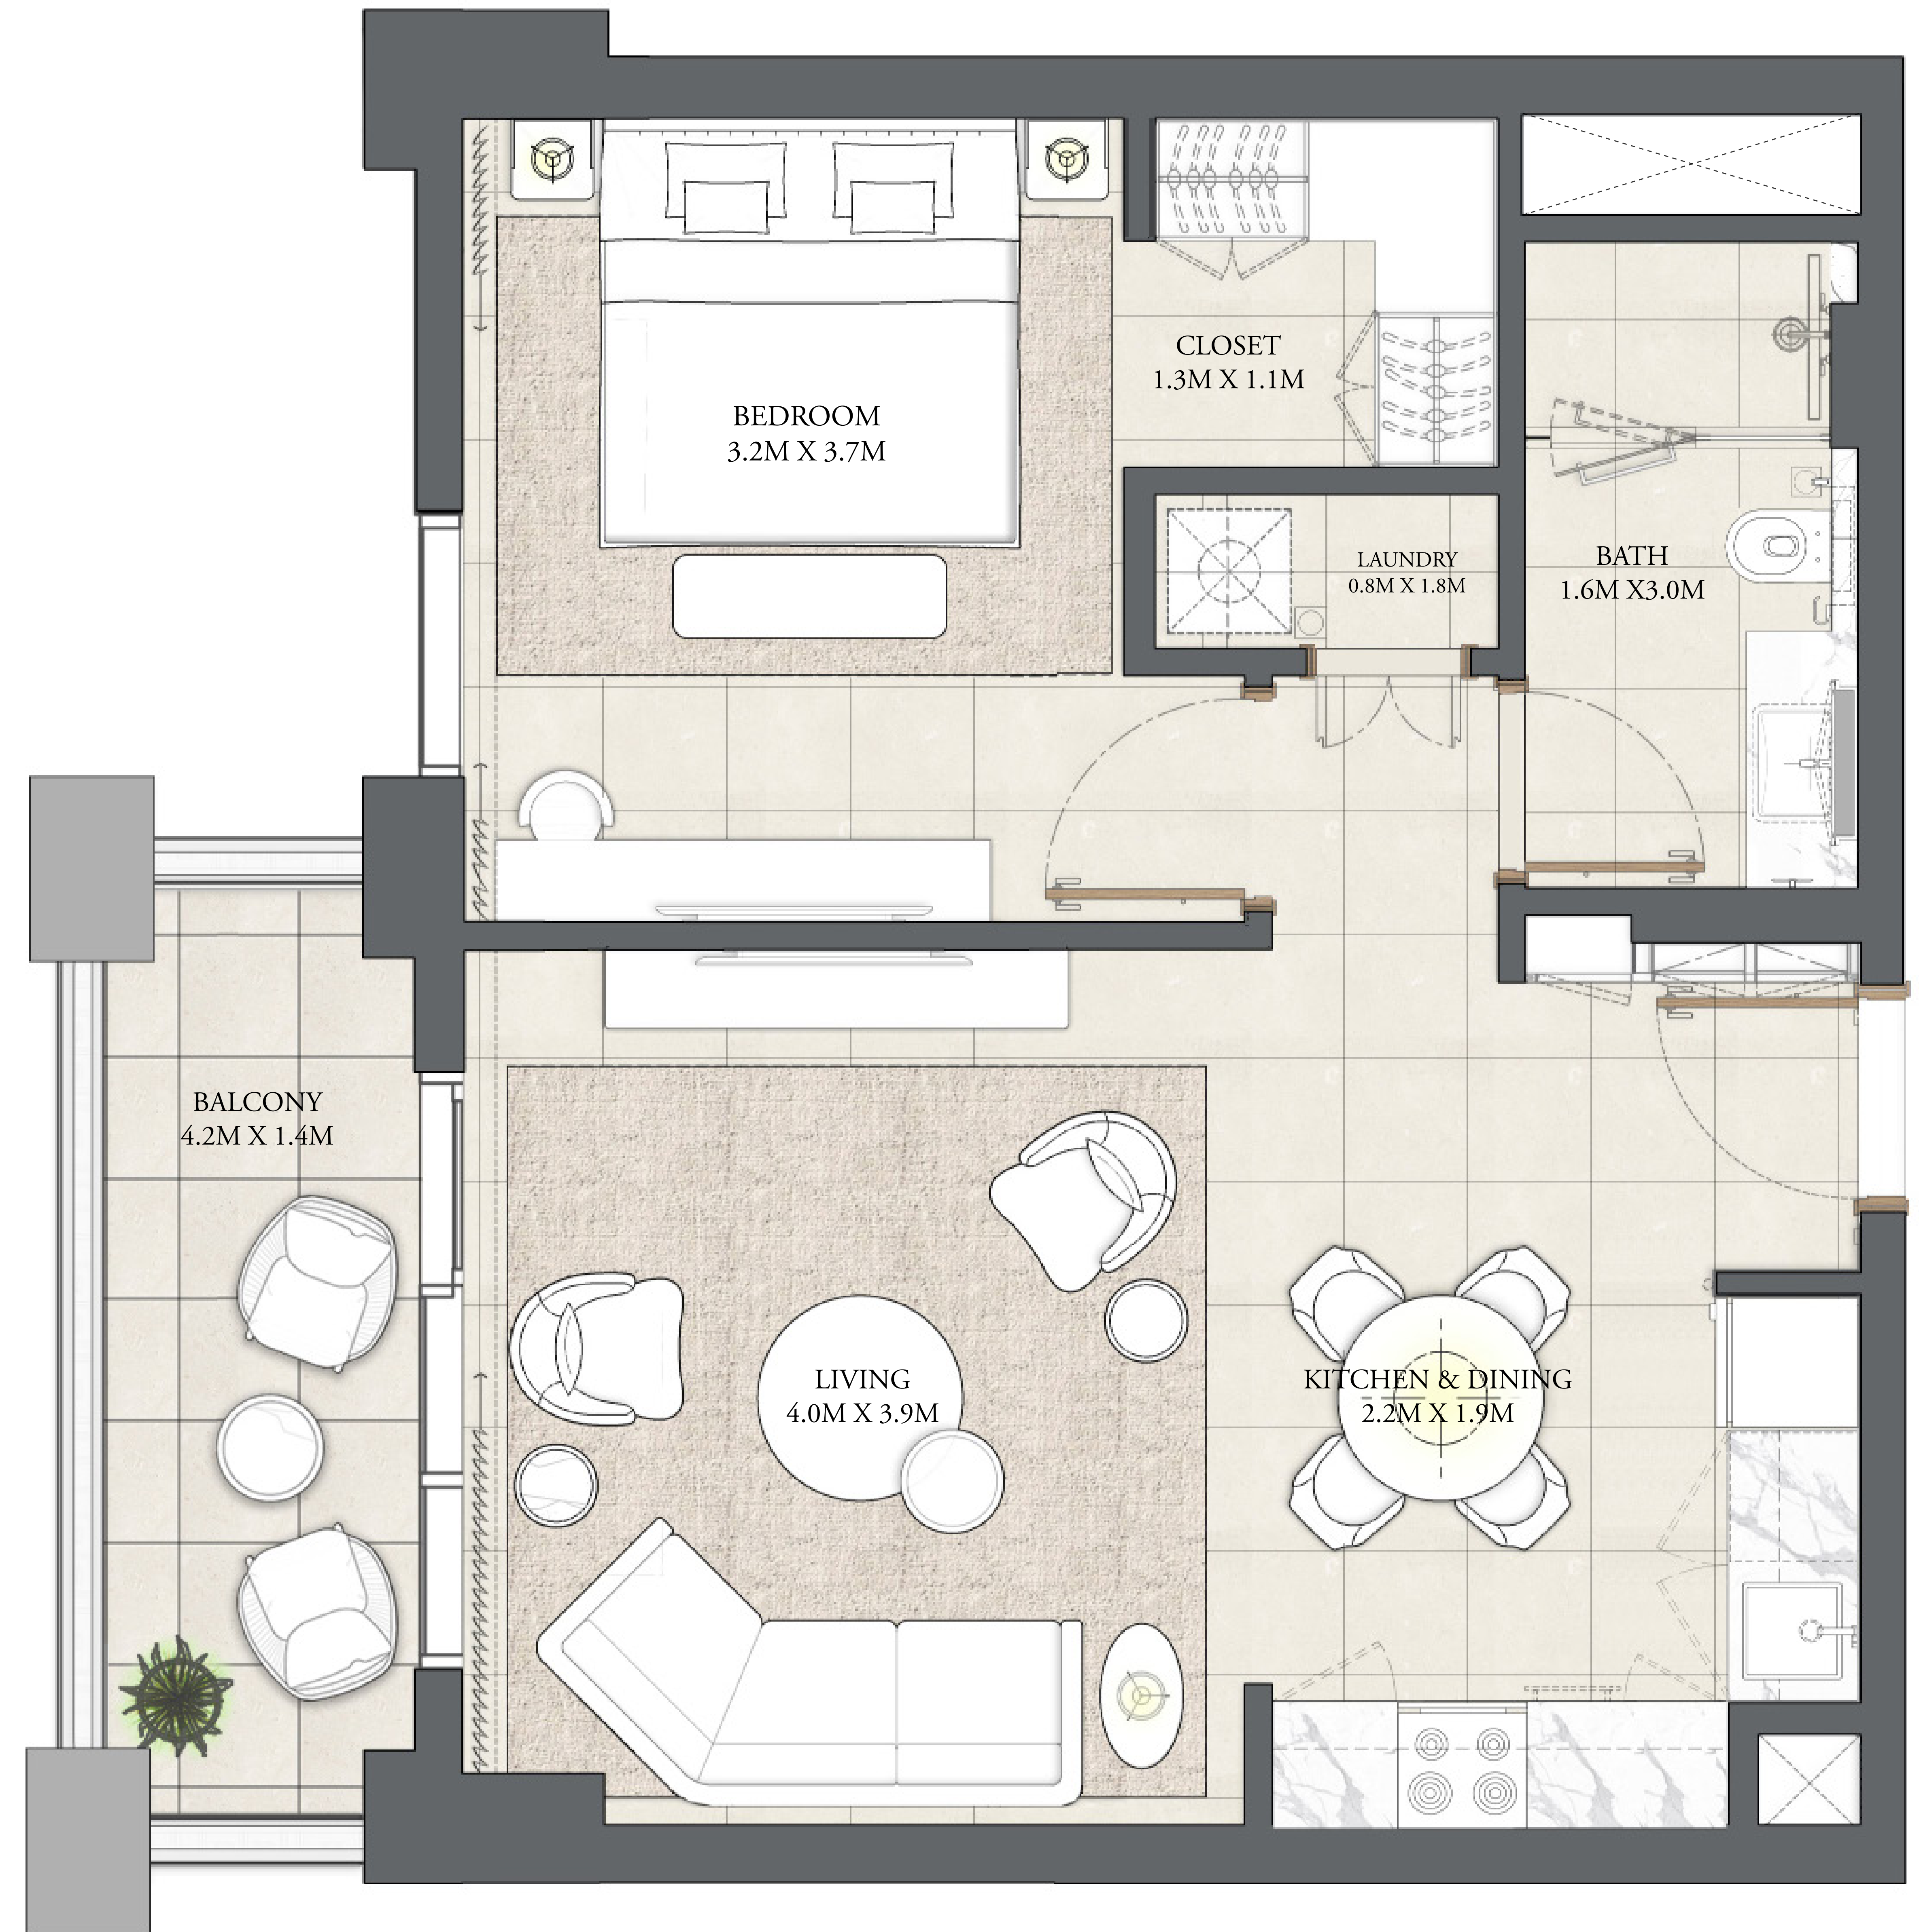 BEDROOM
3.2M X 3.7M
CLOSET
1.3M X 1.1M
LAUNDRY
0.8M X 1.8M
BATH
1.6M X3.0M
BALCONY
4.2M X 1.4M
LIVING
4.0M X 3.9M
KITCHEN & DINING
2.2M X 1.9M